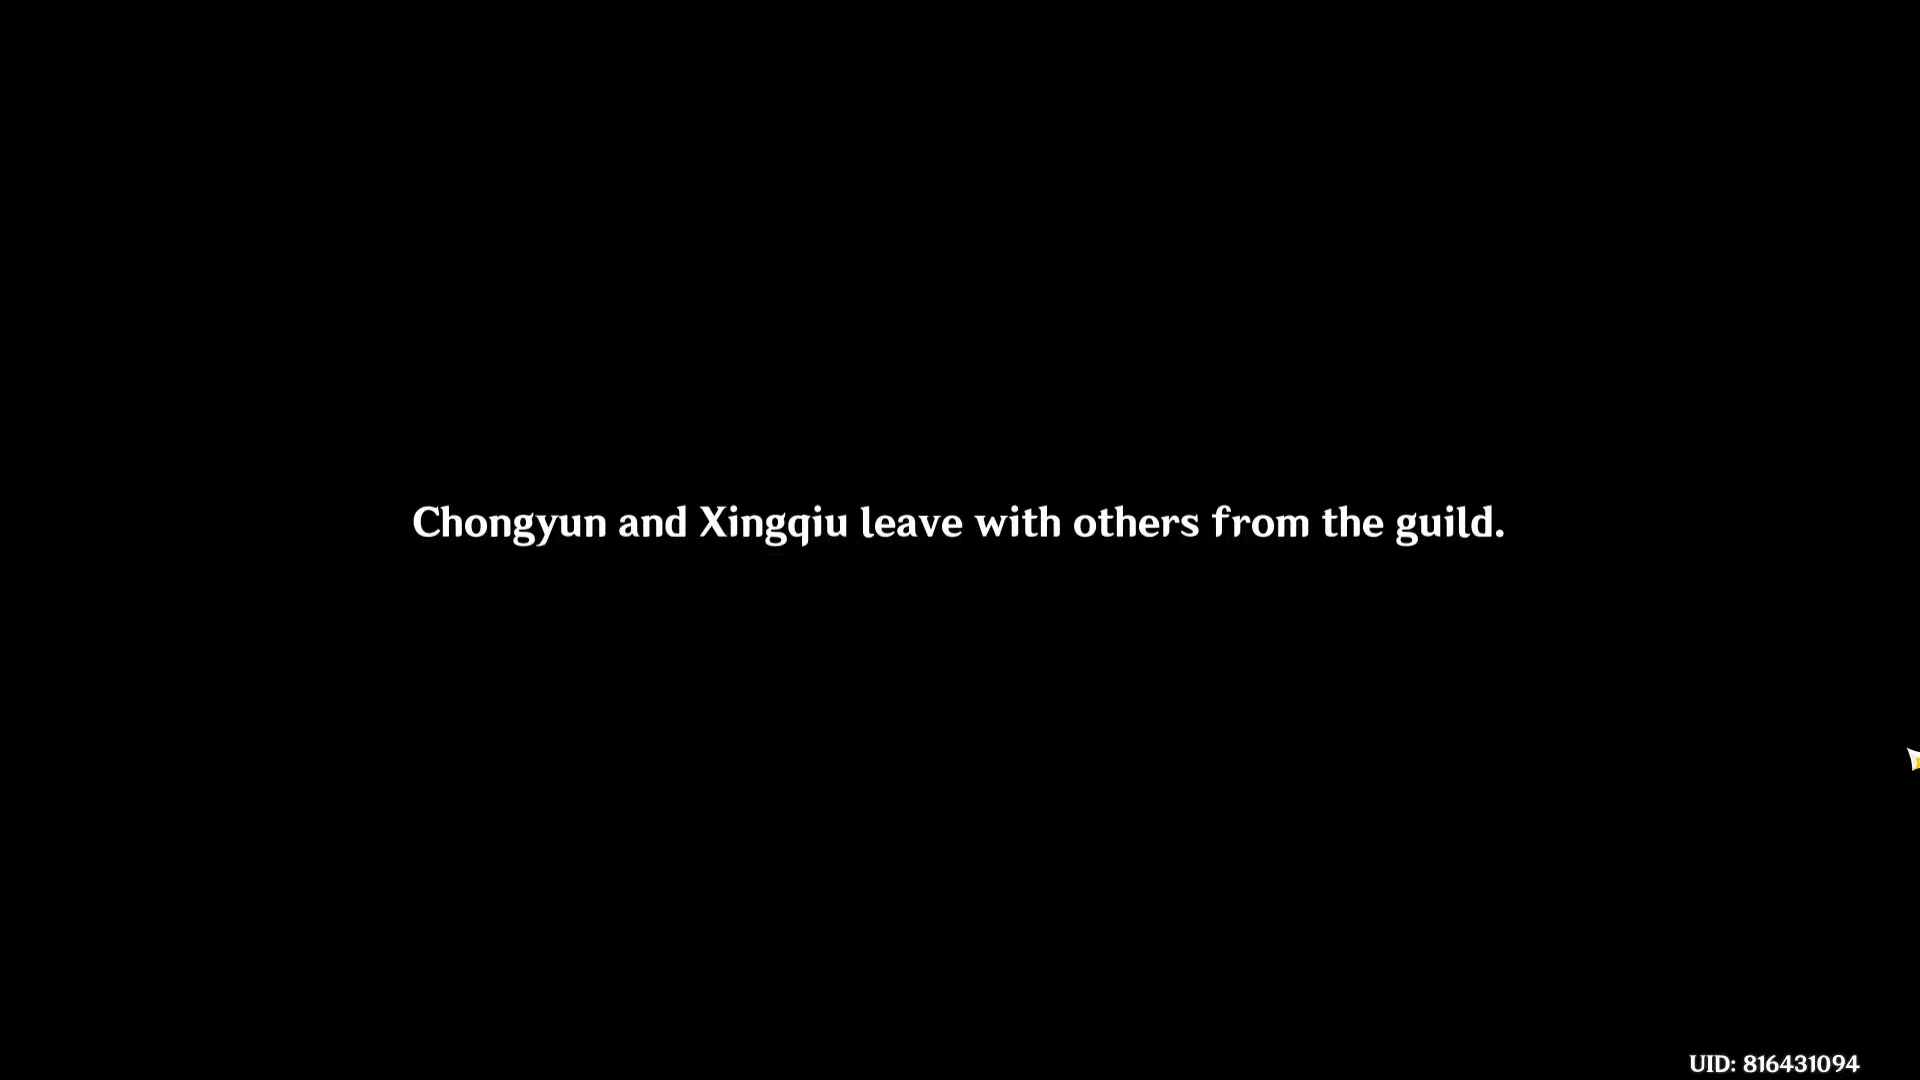 Chongyun and Xingqiu leave with others from the guild.
UID: 816431094